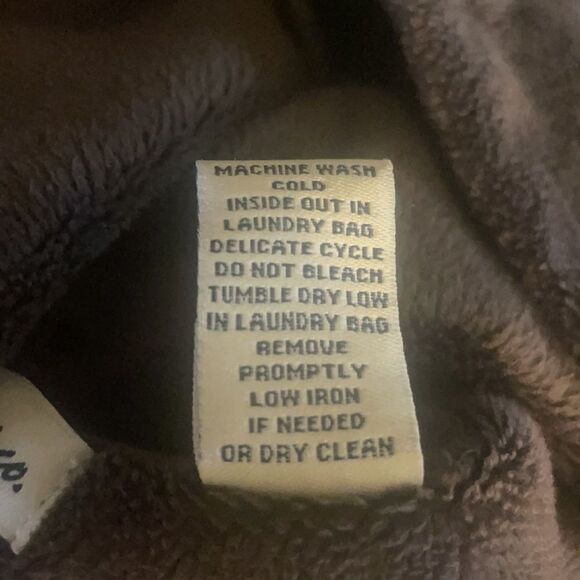 MACHINE WASH
COLD
INSIDE OUT IN
LAUNDRY BAG
DELICATE CYCLE
DO NOT BLEACH
TUMBLE DRY LOW
IN LAUNDRY BAG
REMOVE
PROMPTLY
LOW IRON
IF NEEDED
OR DRY CLEAN